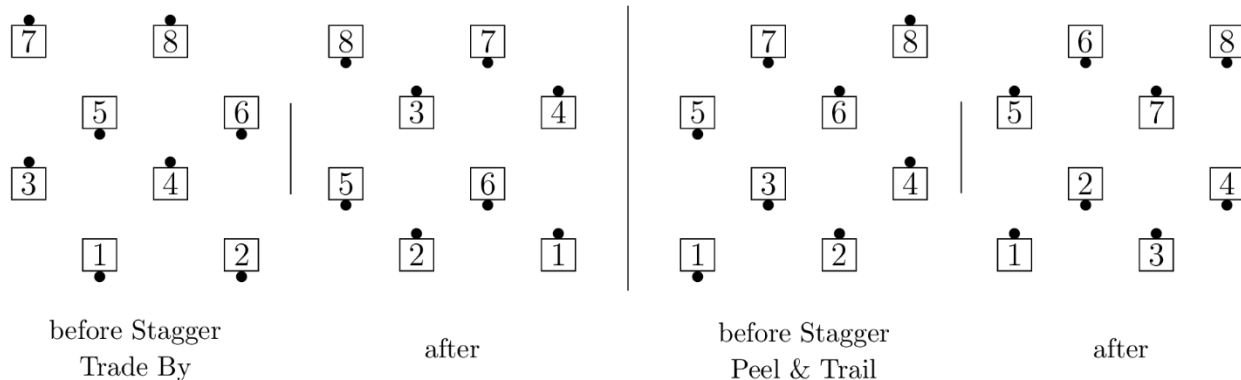 7 8 8 7 7 8 6 8
5 6 3 4 5 6 5 7
3 4 5 6 3 4 2 4
1 2 2 1 1 2 1 3
before Stagger
Trade By
after
before Stagger
Peel & Trail
after